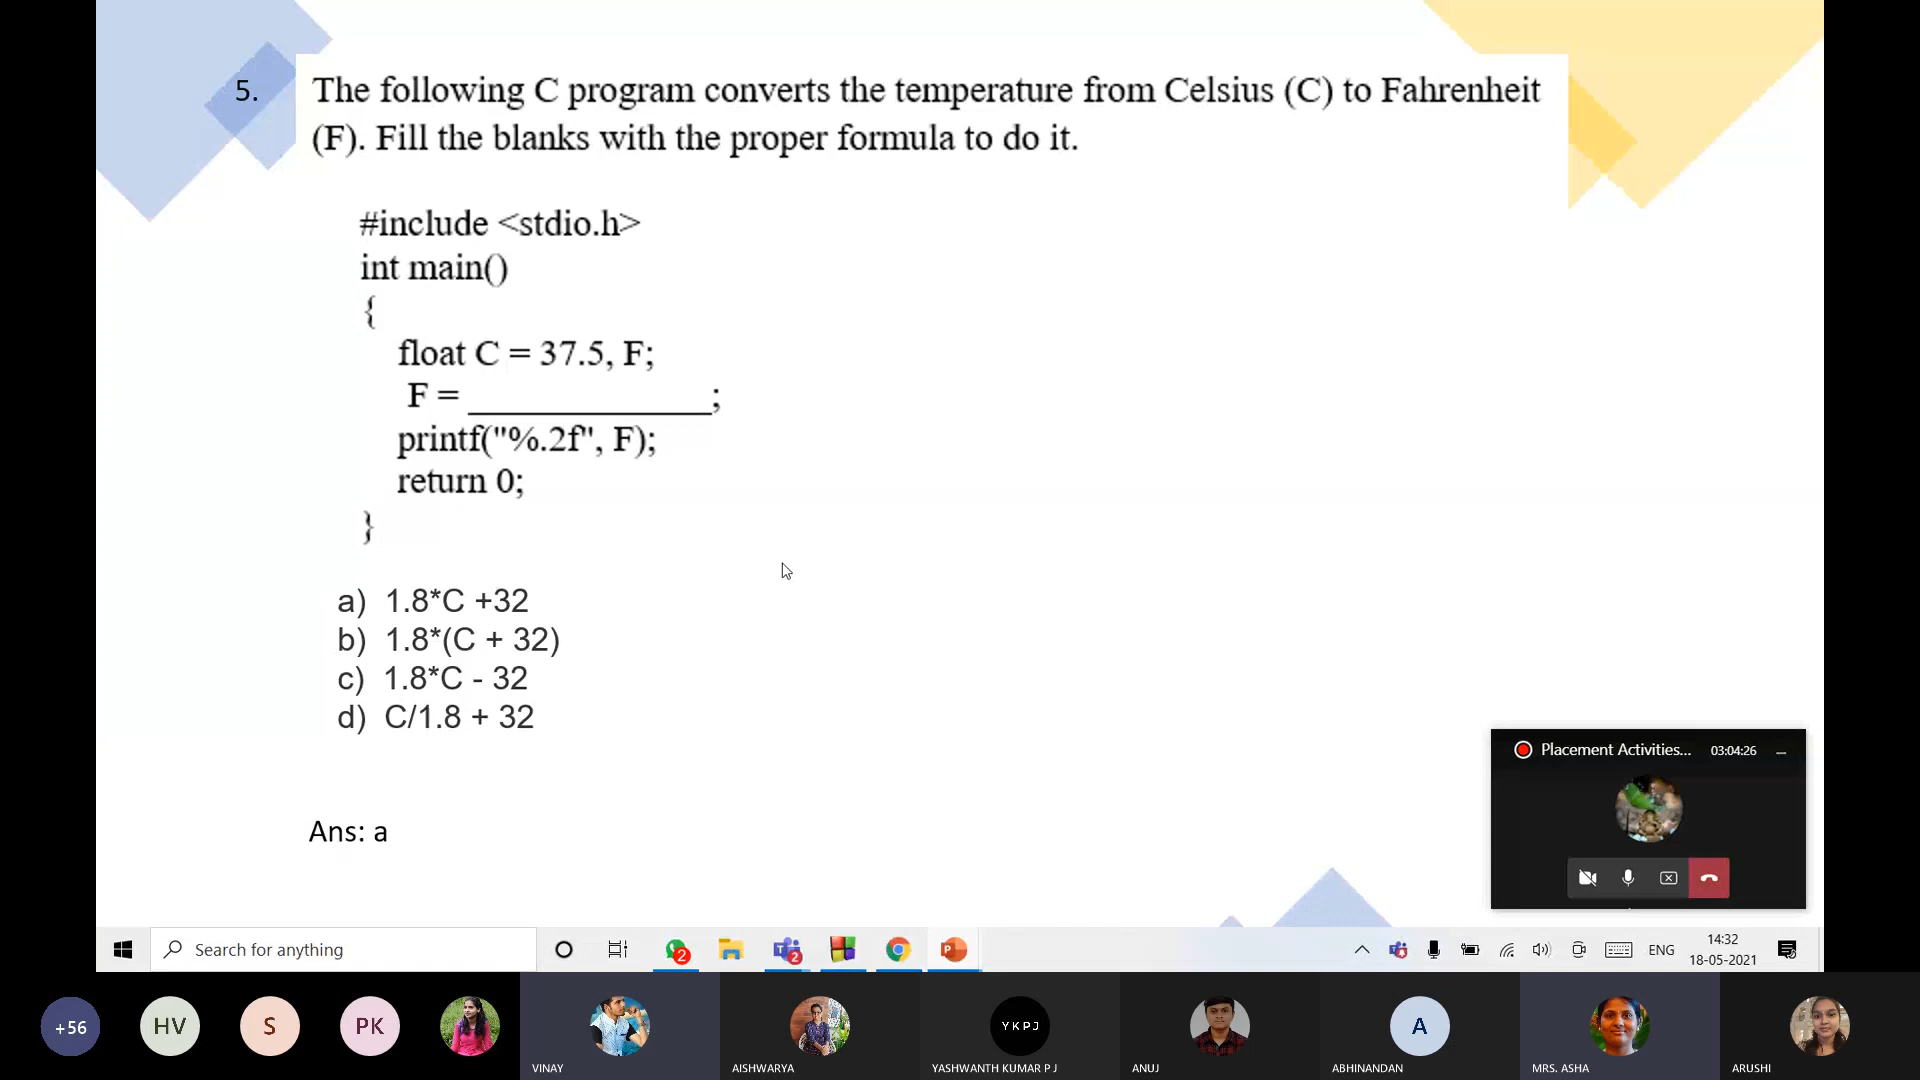 5.
The following C program converts the temperature from Celsius (C) to Fahrenheit
(F). Fill the blanks with the proper formula to do it.
#include <stdio.h>
int main()
{
float C = 37.5, F;
F = ______________;
printf("%.2f", F);
return 0;
}
a) 1.8*C +32
b) 1.8*(C + 32)
c) 1.8*C - 32
d) C/1.8 + 32
Ans: a
Placement Activities... 03:04:26
Search for anything
2
2
ENG
14:32
18-05-2021
+56
HV
S
PK
Y K P J
A
VINAY
AISHWARYA
YASHWANTH KUMAR P J
ANUJ
ABHINANDAN
MRS. ASHA
ARUSHI